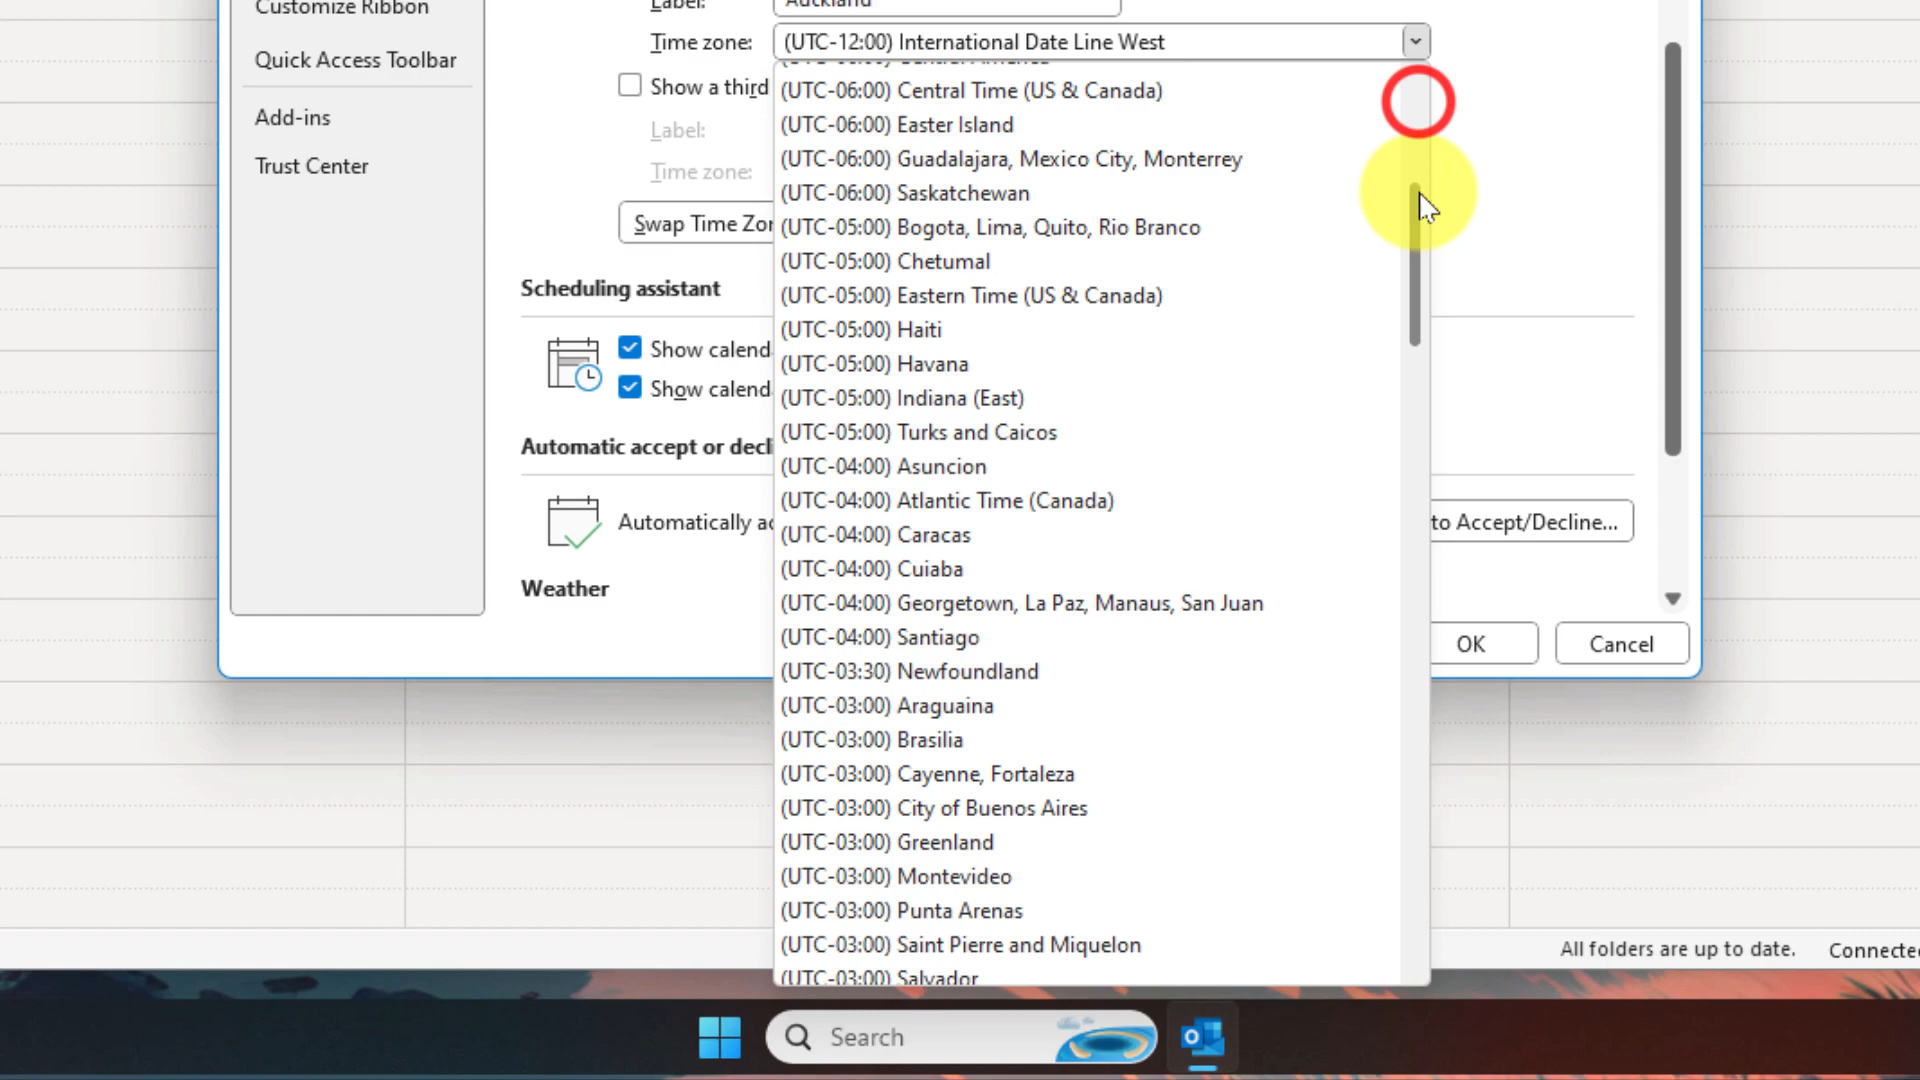 Customize Ribbon
Quick Access Toolbar
Add-ins
Trust Center
Label: Auckland
Time zone: (UTC-12:00) International Date Line West
Show a third
Label:
Time zone:
Swap Time Zon
Scheduling assistant
Show calend
Show calend
Automatic accept or decli
Automatically ac
to Accept/Decline...
Weather
OK
Cancel
(UTC-06:00) Central America
(UTC-06:00) Central Time (US & Canada)
(UTC-06:00) Easter Island
(UTC-06:00) Guadalajara, Mexico City, Monterrey
(UTC-06:00) Saskatchewan
(UTC-05:00) Bogota, Lima, Quito, Rio Branco
(UTC-05:00) Chetumal
(UTC-05:00) Eastern Time (US & Canada)
(UTC-05:00) Haiti
(UTC-05:00) Havana
(UTC-05:00) Indiana (East)
(UTC-05:00) Turks and Caicos
(UTC-04:00) Asuncion
(UTC-04:00) Atlantic Time (Canada)
(UTC-04:00) Caracas
(UTC-04:00) Cuiaba
(UTC-04:00) Georgetown, La Paz, Manaus, San Juan
(UTC-04:00) Santiago
(UTC-03:30) Newfoundland
(UTC-03:00) Araguaina
(UTC-03:00) Brasilia
(UTC-03:00) Cayenne, Fortaleza
(UTC-03:00) City of Buenos Aires
(UTC-03:00) Greenland
(UTC-03:00) Montevideo
(UTC-03:00) Punta Arenas
(UTC-03:00) Saint Pierre and Miquelon
(UTC-03:00) Salvador
All folders are up to date.
Connected
Search